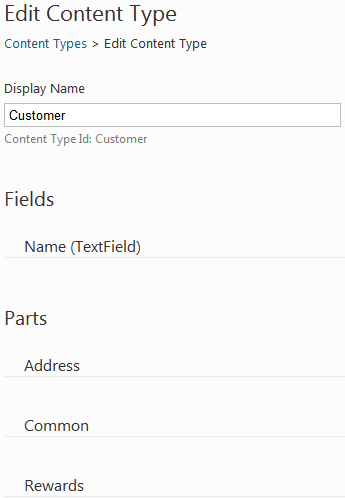 Edit Content Type
Content Types > Edit Content Type
Display Name
Customer
Content Type Id: Customer
Fields
Name (TextField)
Parts
Address
Common
Rewards